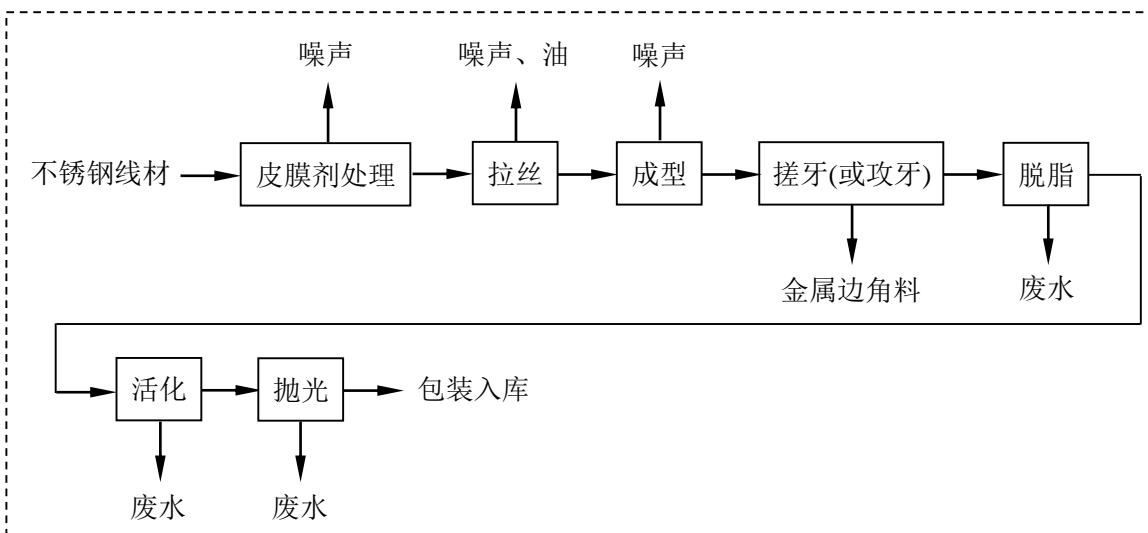 噪声
噪声、油
噪声
不锈钢线材
皮膜剂处理
拉丝
成型
搓牙(或攻牙)
脱脂
金属边角料
废水
活化
抛光
包装入库
废水
废水